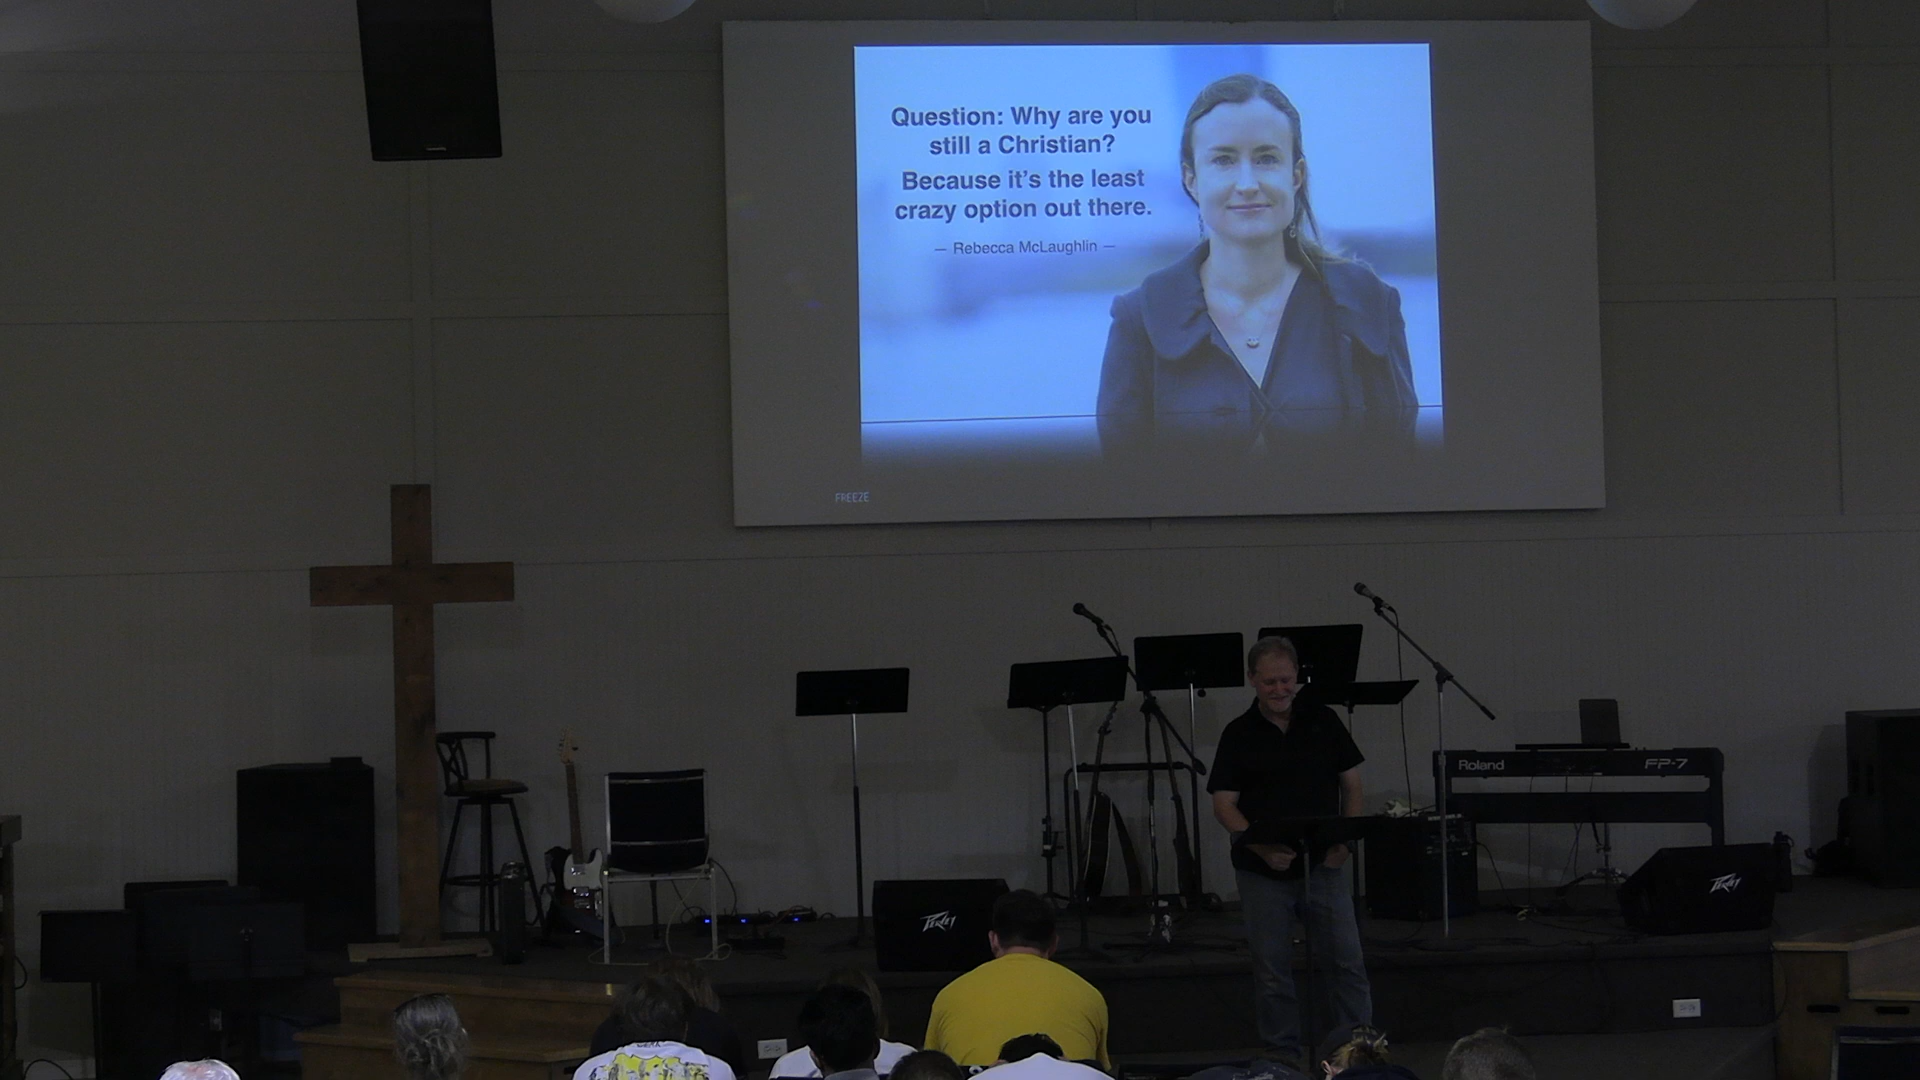 Question: Why are you
still a Christian?
Because it's the least
crazy option out there.
— Rebecca McLaughlin —
FREEZE
Roland
FP-7
PEAVEY
PEAVEY